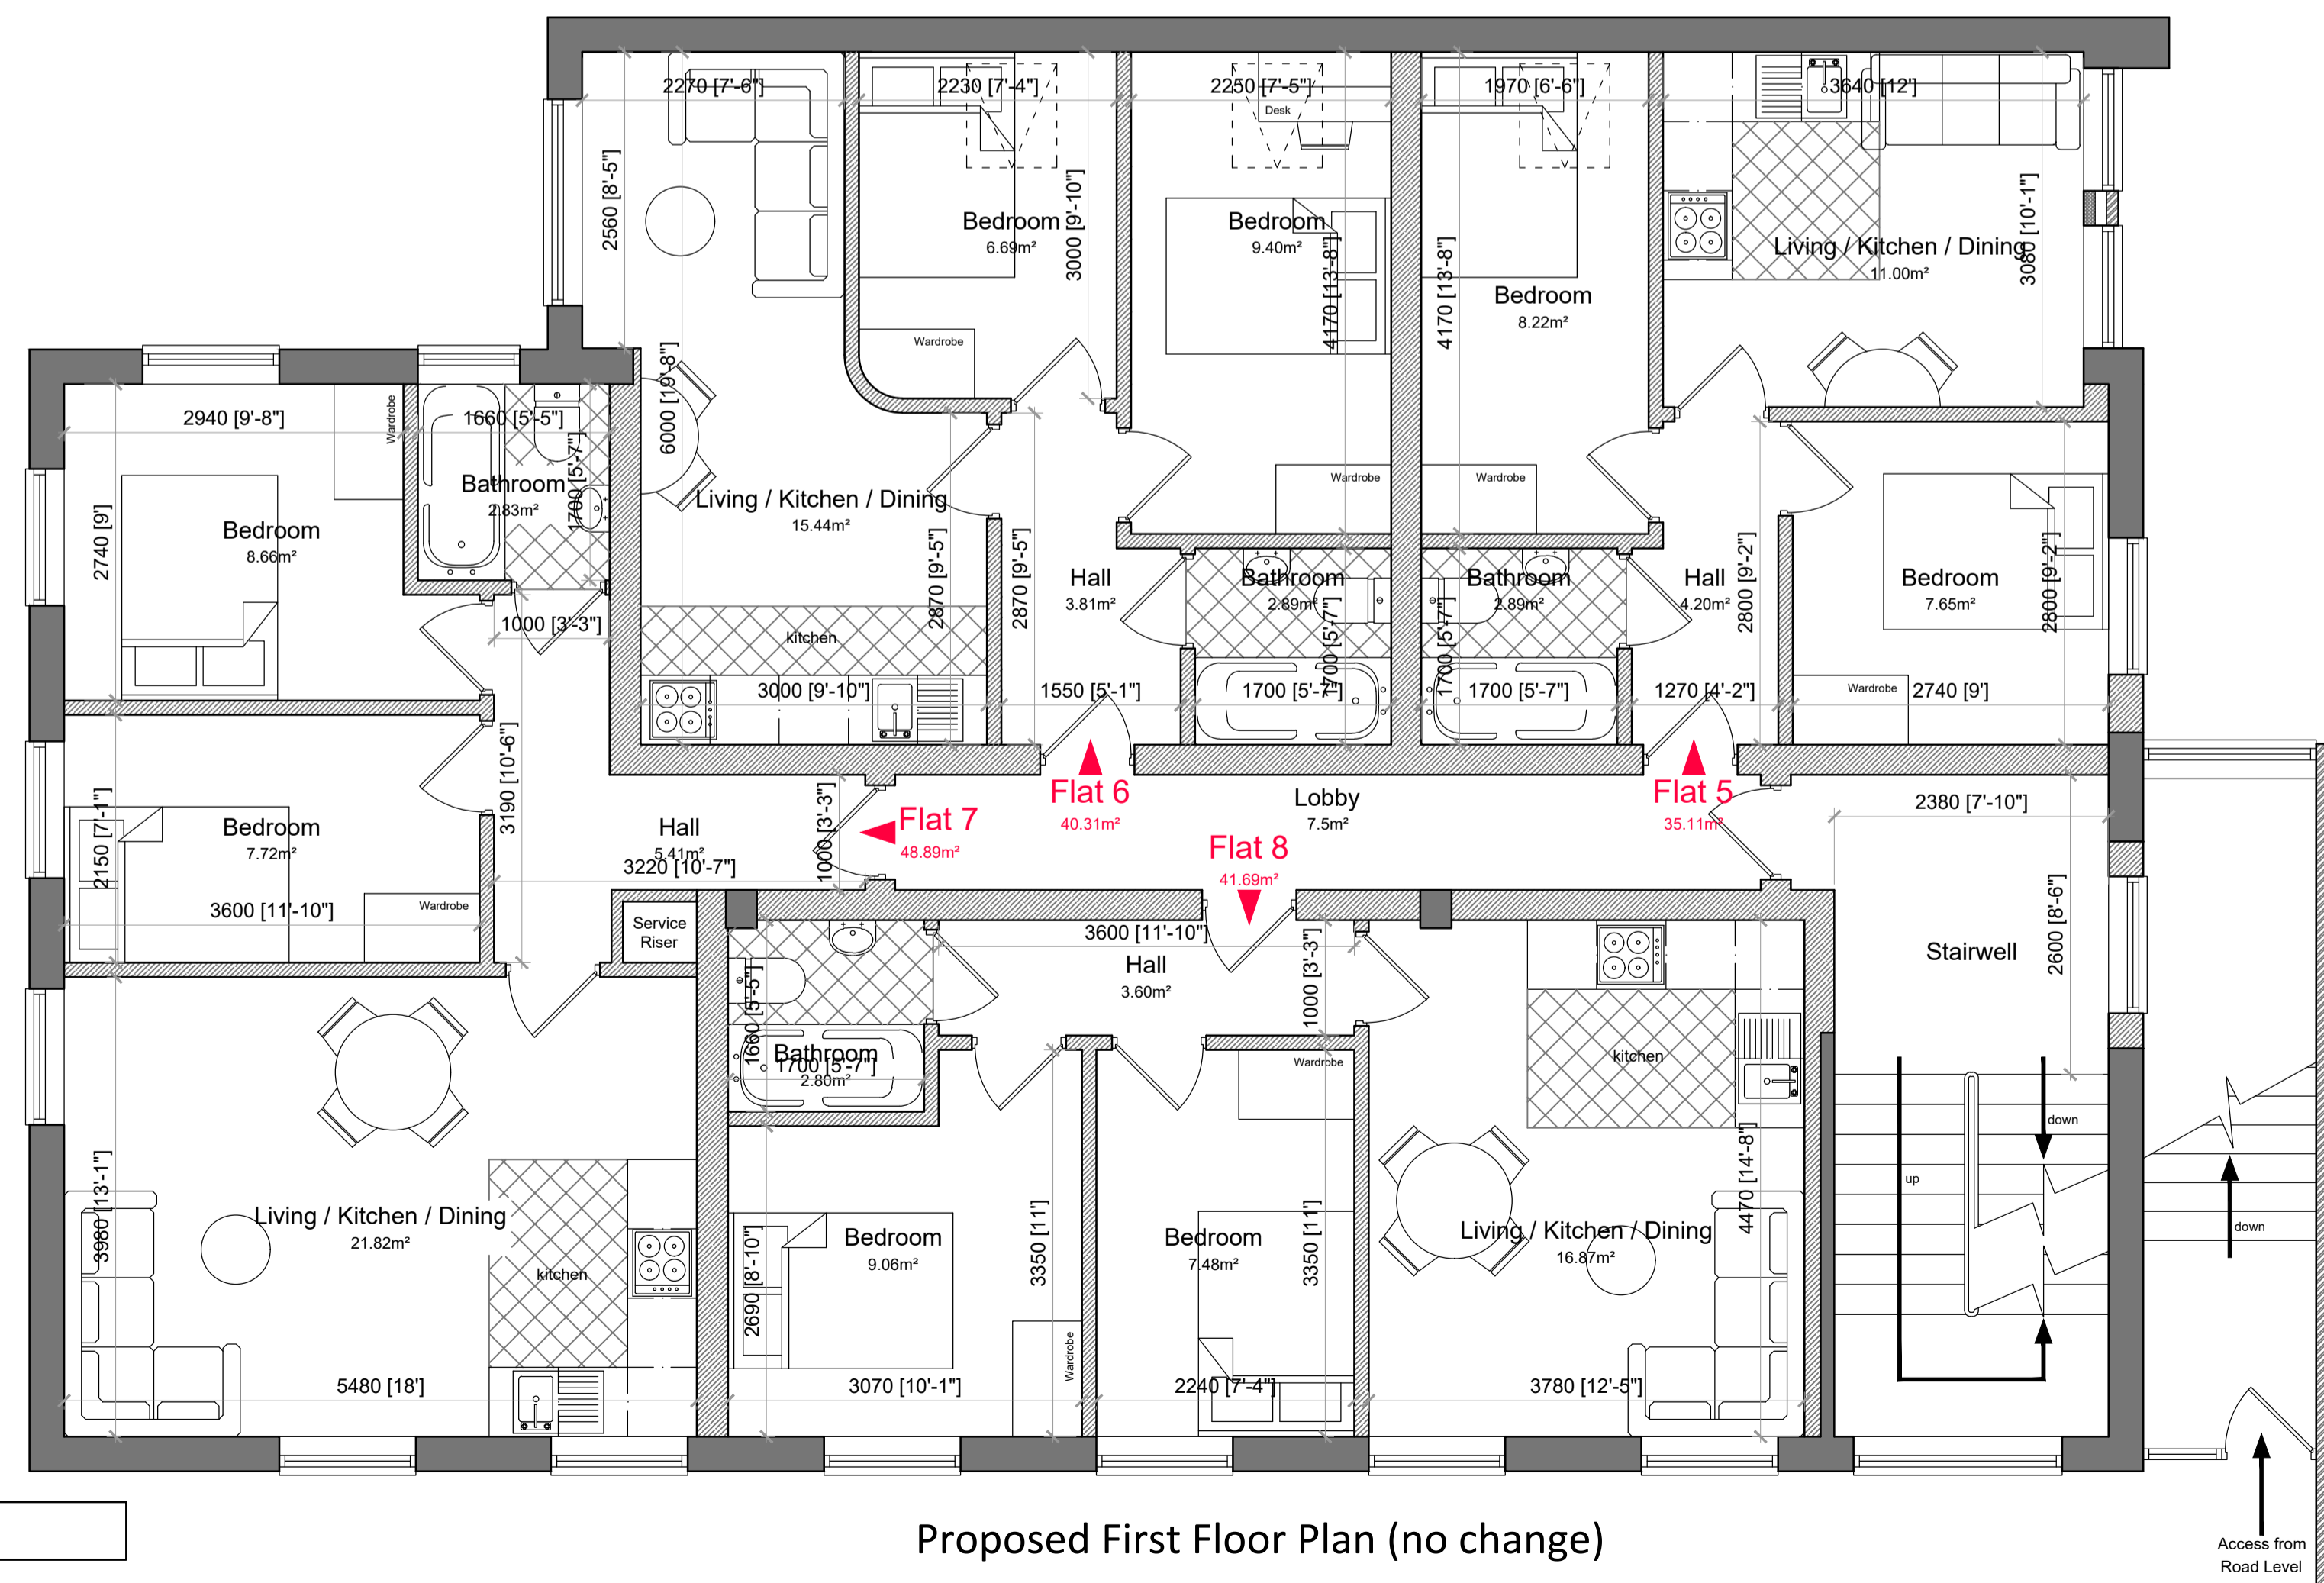 2270 [7'-6"]
2230 [7'-4"]
2250 [7'-5"]
1970 [6'-6"]
3640 [12']
Desk
2560 [8'-5"]
3000 [9'-10"]
Bedroom
6.69m²
Bedroom
9.40m²
4170 [13'-8"]
4170 [13'-8"]
Bedroom
8.22m²
Living / Kitchen / Dining
11.00m²
3080 [10'-1"]
Wardrobe
6000 [19'-8"]
2940 [9'-8"]
Wardrobe
1660 [5'-5"]
Bathroom
2.83m²
1700 [5'-7"]
2740 [9']
Bedroom
8.66m²
Living / Kitchen / Dining
15.44m²
Wardrobe
Wardrobe
2870 [9'-5"]
2870 [9'-5"]
Hall
3.81m²
Bathroom
2.89m²
1700 [5'-7"]
Bathroom
2.89m²
1700 [5'-7"]
Hall
4.20m²
2800 [9'-2"]
Bedroom
7.65m²
2800 [9'-2"]
1000 [3'-3"]
kitchen
3000 [9'-10"]
1550 [5'-1"]
1700 [5'-7"]
1700 [5'-7"]
1270 [4'-2"]
Wardrobe
2740 [9']
3190 [10'-6"]
2150 [7'-1"]
Bedroom
7.72m²
3600 [11'-10"]
Wardrobe
Hall
5.41m²
3220 [10'-7"]
1000 [3'-3"]
Flat 7
48.89m²
Flat 6
40.31m²
Lobby
7.5m²
Flat 8
41.69m²
Flat 5
35.11m²
2380 [7'-10"]
Service
Riser
3600 [11'-10"]
Hall
3.60m²
1000 [3'-3"]
Stairwell
2600 [8'-6"]
1660 [5'-5"]
Bathroom
1700 [5'-7"]
2.80m²
Wardrobe
kitchen
down
up
down
3980 [13'-1"]
Living / Kitchen / Dining
21.82m²
kitchen
2690 [8'-10"]
Bedroom
9.06m²
3350 [11']
Wardrobe
Bedroom
7.48m²
3350 [11']
Living / Kitchen / Dining
16.87m²
4470 [14'-8"]
5480 [18']
3070 [10'-1"]
2240 [7'-4"]
3780 [12'-5"]
Proposed First Floor Plan (no change)
Access from
Road Level